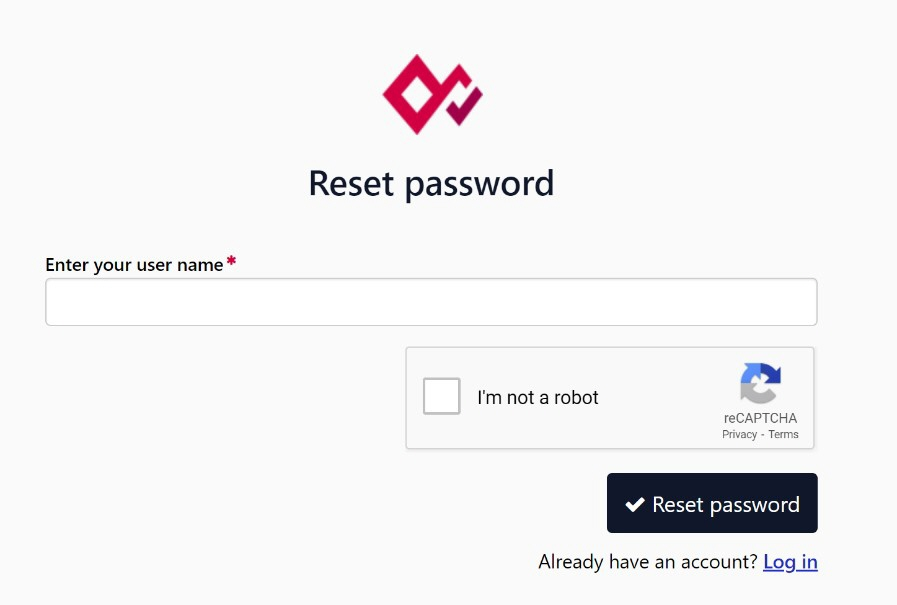 Reset password
Enter your user name*
I'm not a robot
reCAPTCHA
Privacy - Terms
Reset password
Already have an account? Log in